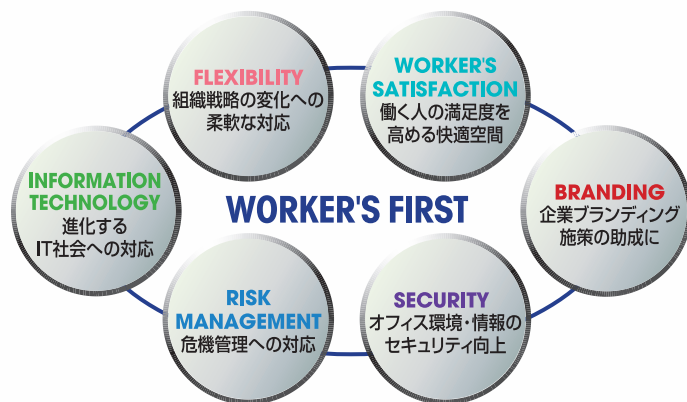 FLEXIBILITY
組織戦略の変化への
柔軟な対応
WORKER'S
SATISFACTION
働く人の満足度を
高める快適空間
INFORMATION
TECHNOLOGY
進化する
IT社会への対応
WORKER'S FIRST
BRANDING
企業ブランディング
施策の助成に
RISK
MANAGEMENT
危機管理への対応
SECURITY
オフィス環境・情報の
セキュリティ向上